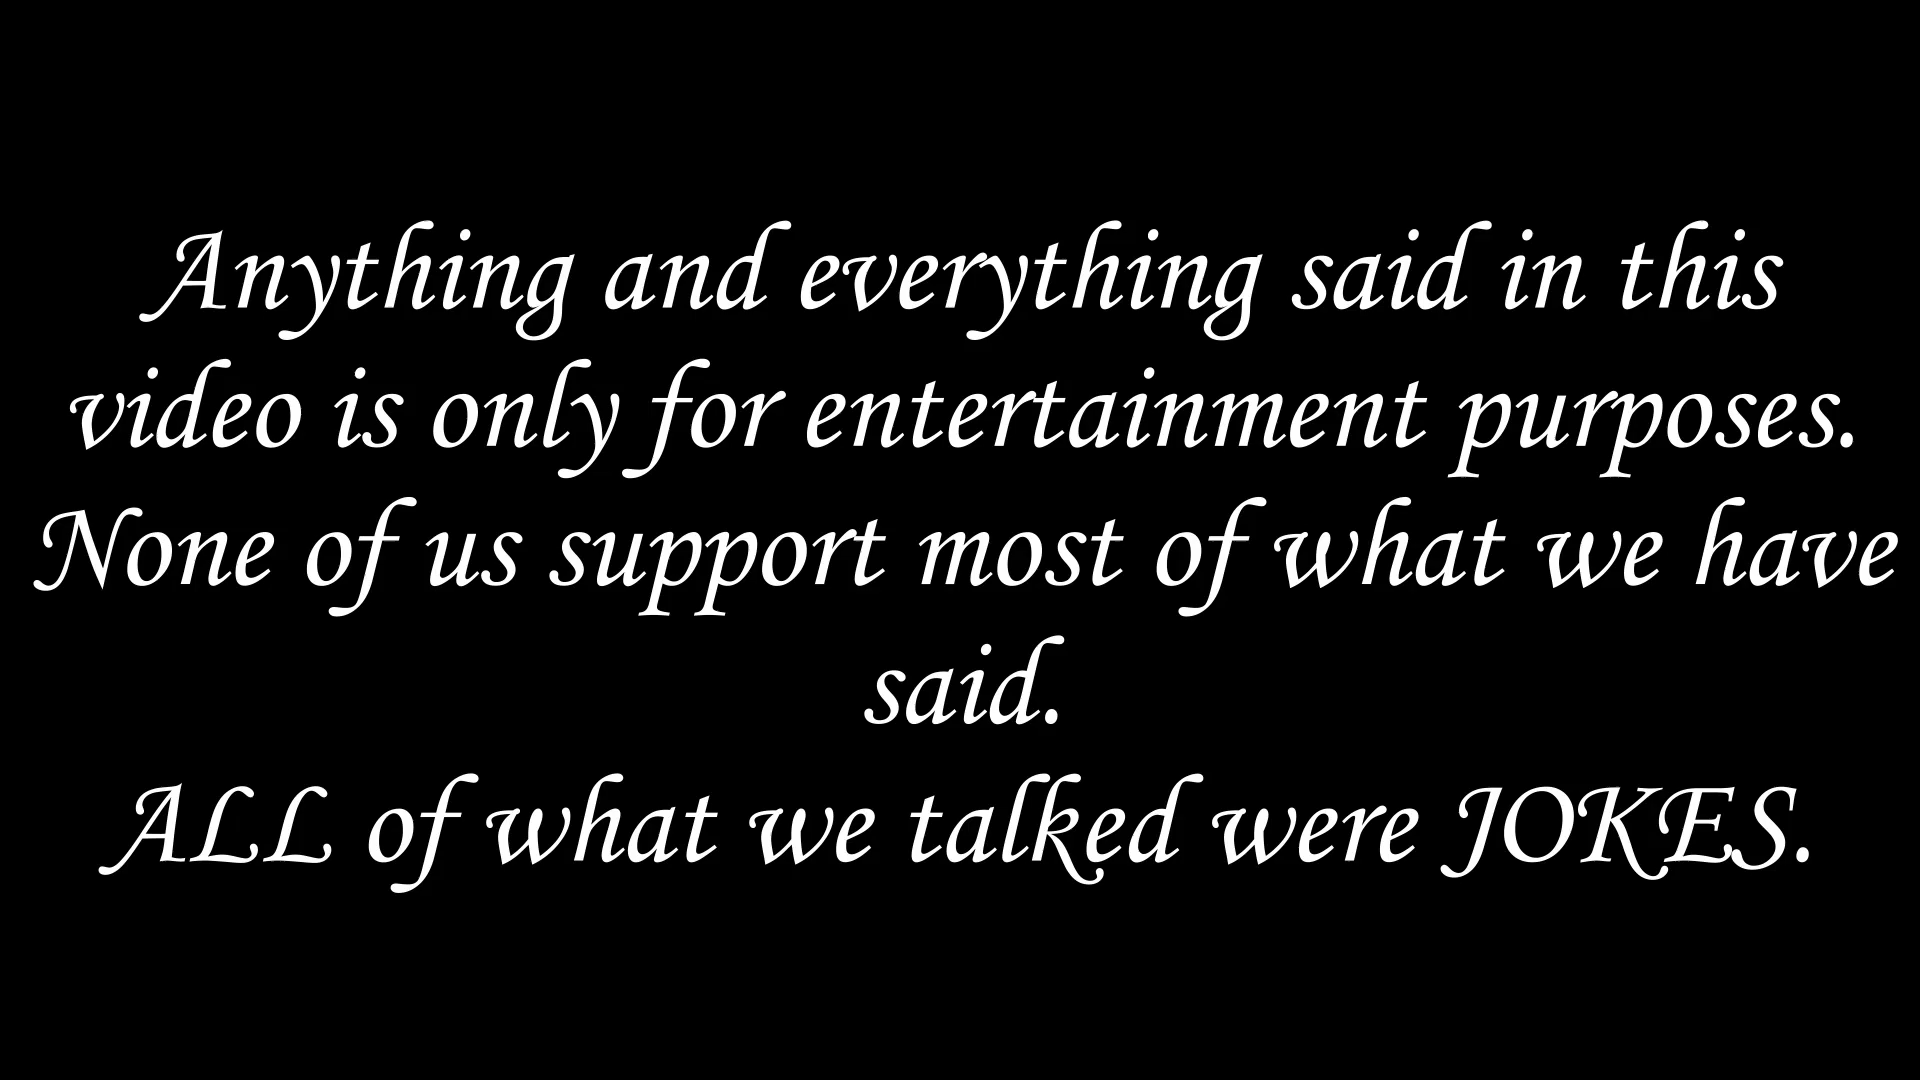 Anything and everything said in this
video is only for entertainment purposes.
None of us support most of what we have
said.
ALL of what we talked were JOKES.